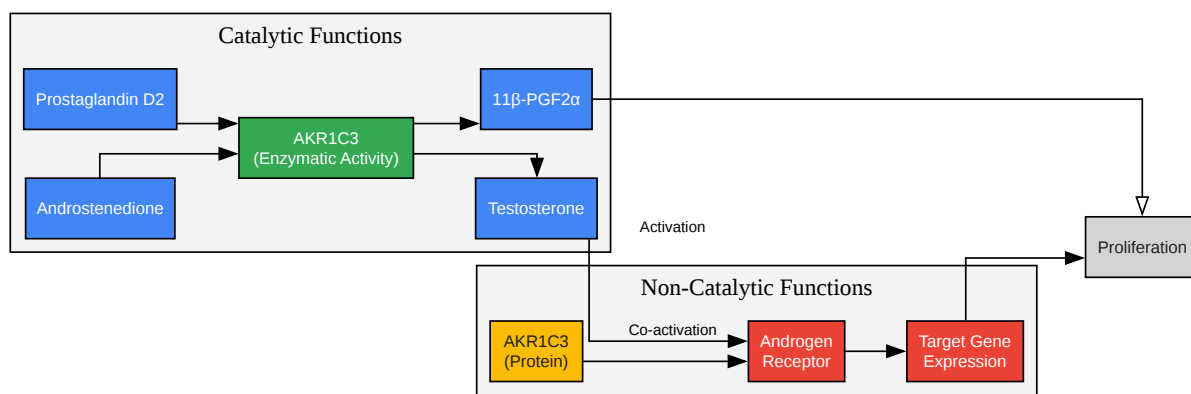 Catalytic Functions
Prostaglandin D2
11β-PGF2α
AKR1C3
(Enzymatic Activity)
Androstenedione
Testosterone
Activation
Proliferation
Non-Catalytic Functions
Co-activation
AKR1C3
(Protein)
Androgen
Receptor
Target Gene
Expression